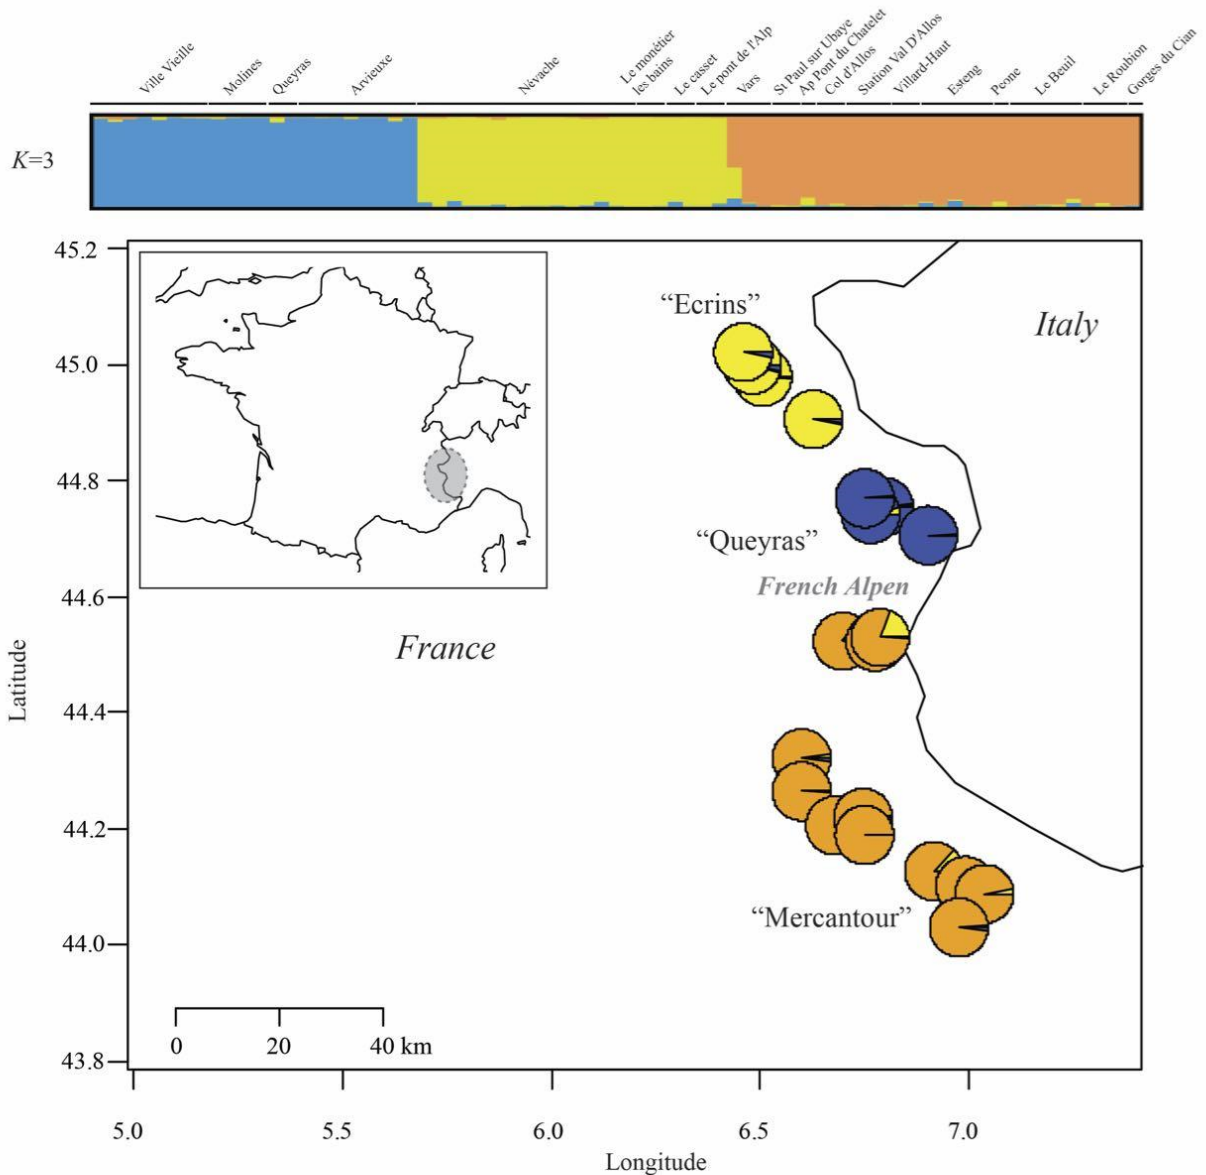 Ville Vieille
Molines
Queyras
Arvieuxe
Névache
Le monétier
les bains
Le casset
Le pont de l'Alp
Vars
St Paul sur Ubaye
Ap Pont du Chatelet
Col d'Allos
Station Val D'Allos
Villard-Haut
Esteng
Peone
Le Beuil
Le Roubion
Gorges du Cian
K=3
45.2
45.0
44.8
44.6
44.4
44.2
44.0
43.8
Latitude
“Ecrins”
Italy
“Queyras”
French Alpen
France
“Mercantour”
0 20 40 km
5.0 5.5 6.0 6.5 7.0
Longitude